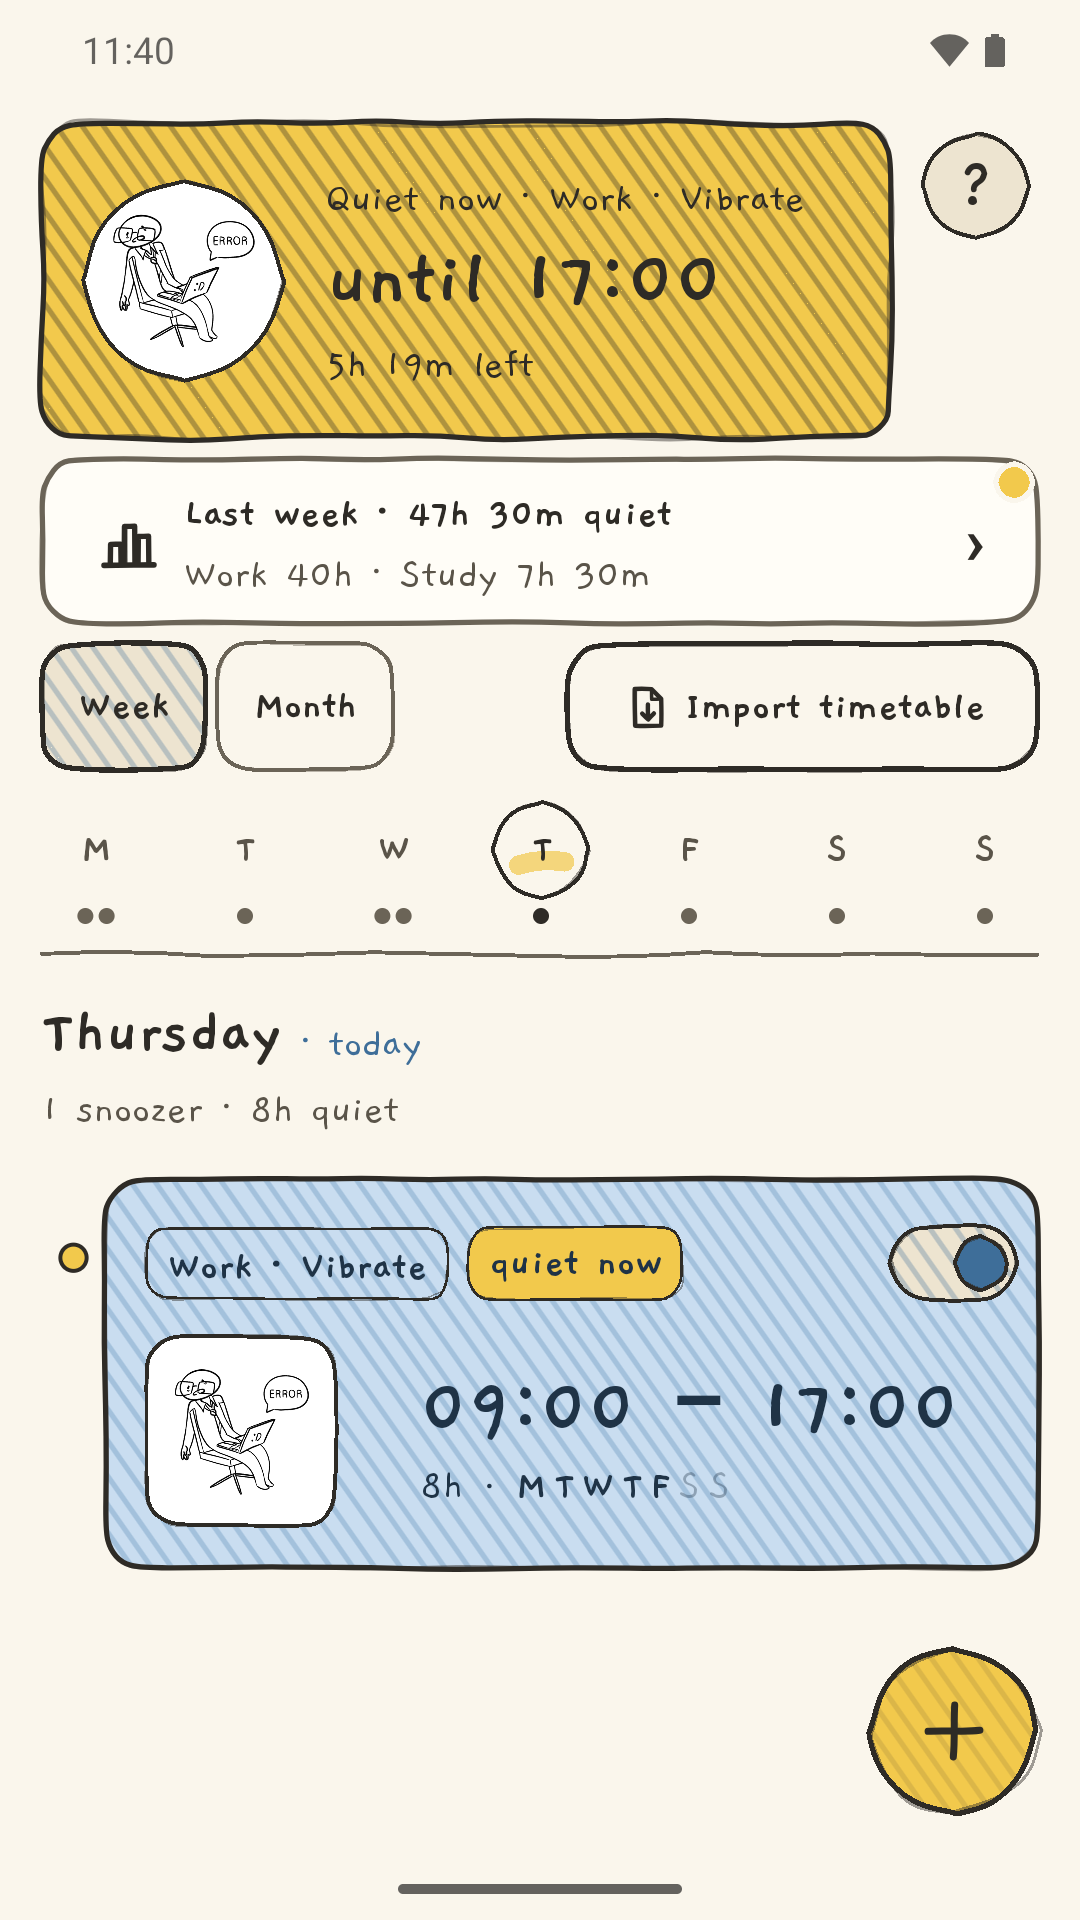 11:40
Quiet now · Work · Vibrate
?
ERROR
:D
until 17:00
5h 19m left
Last week · 47h 30m quiet
Work 40h · Study 7h 30m
Week Month Import timetable
M T W T F S S
Thursday · today
1 snoozer · 8h quiet
Work · Vibrate quiet now
ERROR
:D
09:00 – 17:00
8h · M T W T F S S
+